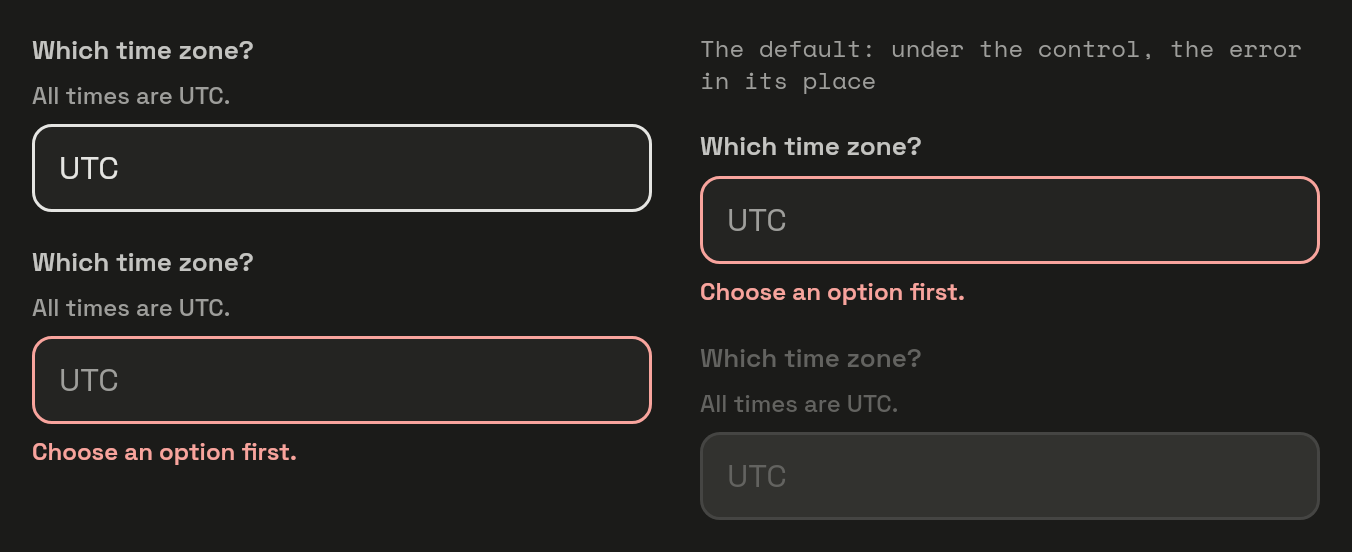 Which time zone?
All times are UTC.
UTC
Which time zone?
All times are UTC.
UTC
Choose an option first.
The default: under the control, the error
in its place
Which time zone?
UTC
Choose an option first.
Which time zone?
All times are UTC.
UTC